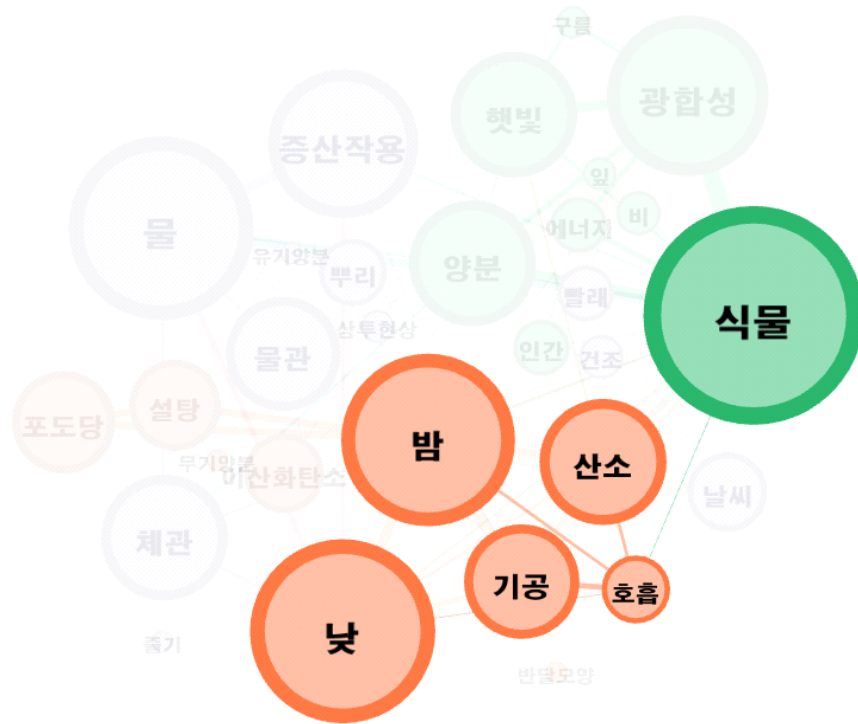 구름
광합성
햇빛
증산작용
잎
비
에너지
물
유기양분
양분
뿌리
빨래
식물
삼투현상
물관
인간
건조
설탕
포도당
밤
산소
무기양분
이산화탄소
날씨
체관
기공
호흡
낮
줄기
반달모양